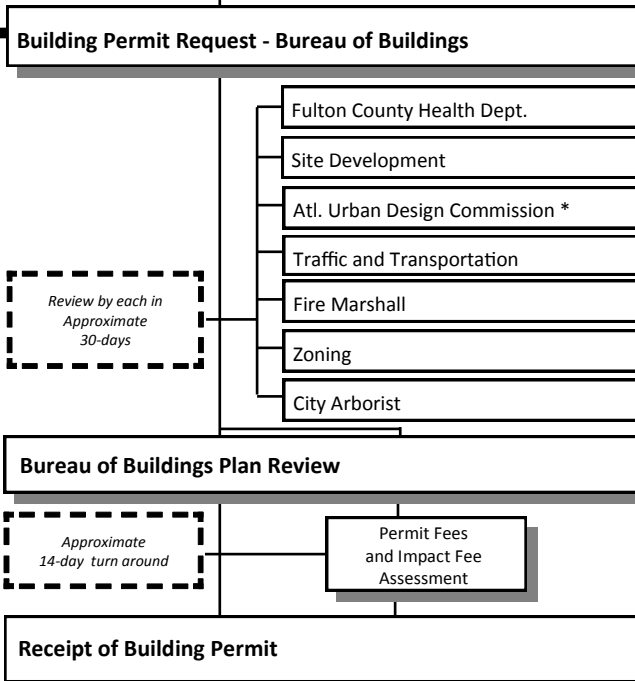 Building Permit Request - Bureau of Buildings
Fulton County Health Dept.
Site Development
Atl. Urban Design Commission *
Traffic and Transportation
Review by each in
Approximate
30-days
Fire Marshall
Zoning
City Arborist
Bureau of Buildings Plan Review
Approximate
14-day turn around
Permit Fees
and Impact Fee
Assessment
Receipt of Building Permit